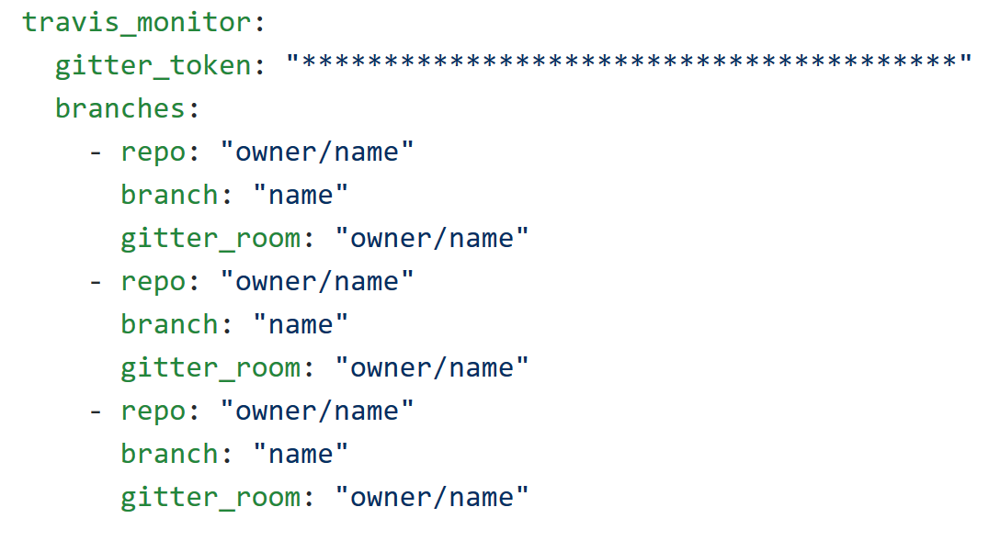 travis_monitor:
  gitter_token: "****************************************"
  branches:
    - repo: "owner/name"
      branch: "name"
      gitter_room: "owner/name"
    - repo: "owner/name"
      branch: "name"
      gitter_room: "owner/name"
    - repo: "owner/name"
      branch: "name"
      gitter_room: "owner/name"